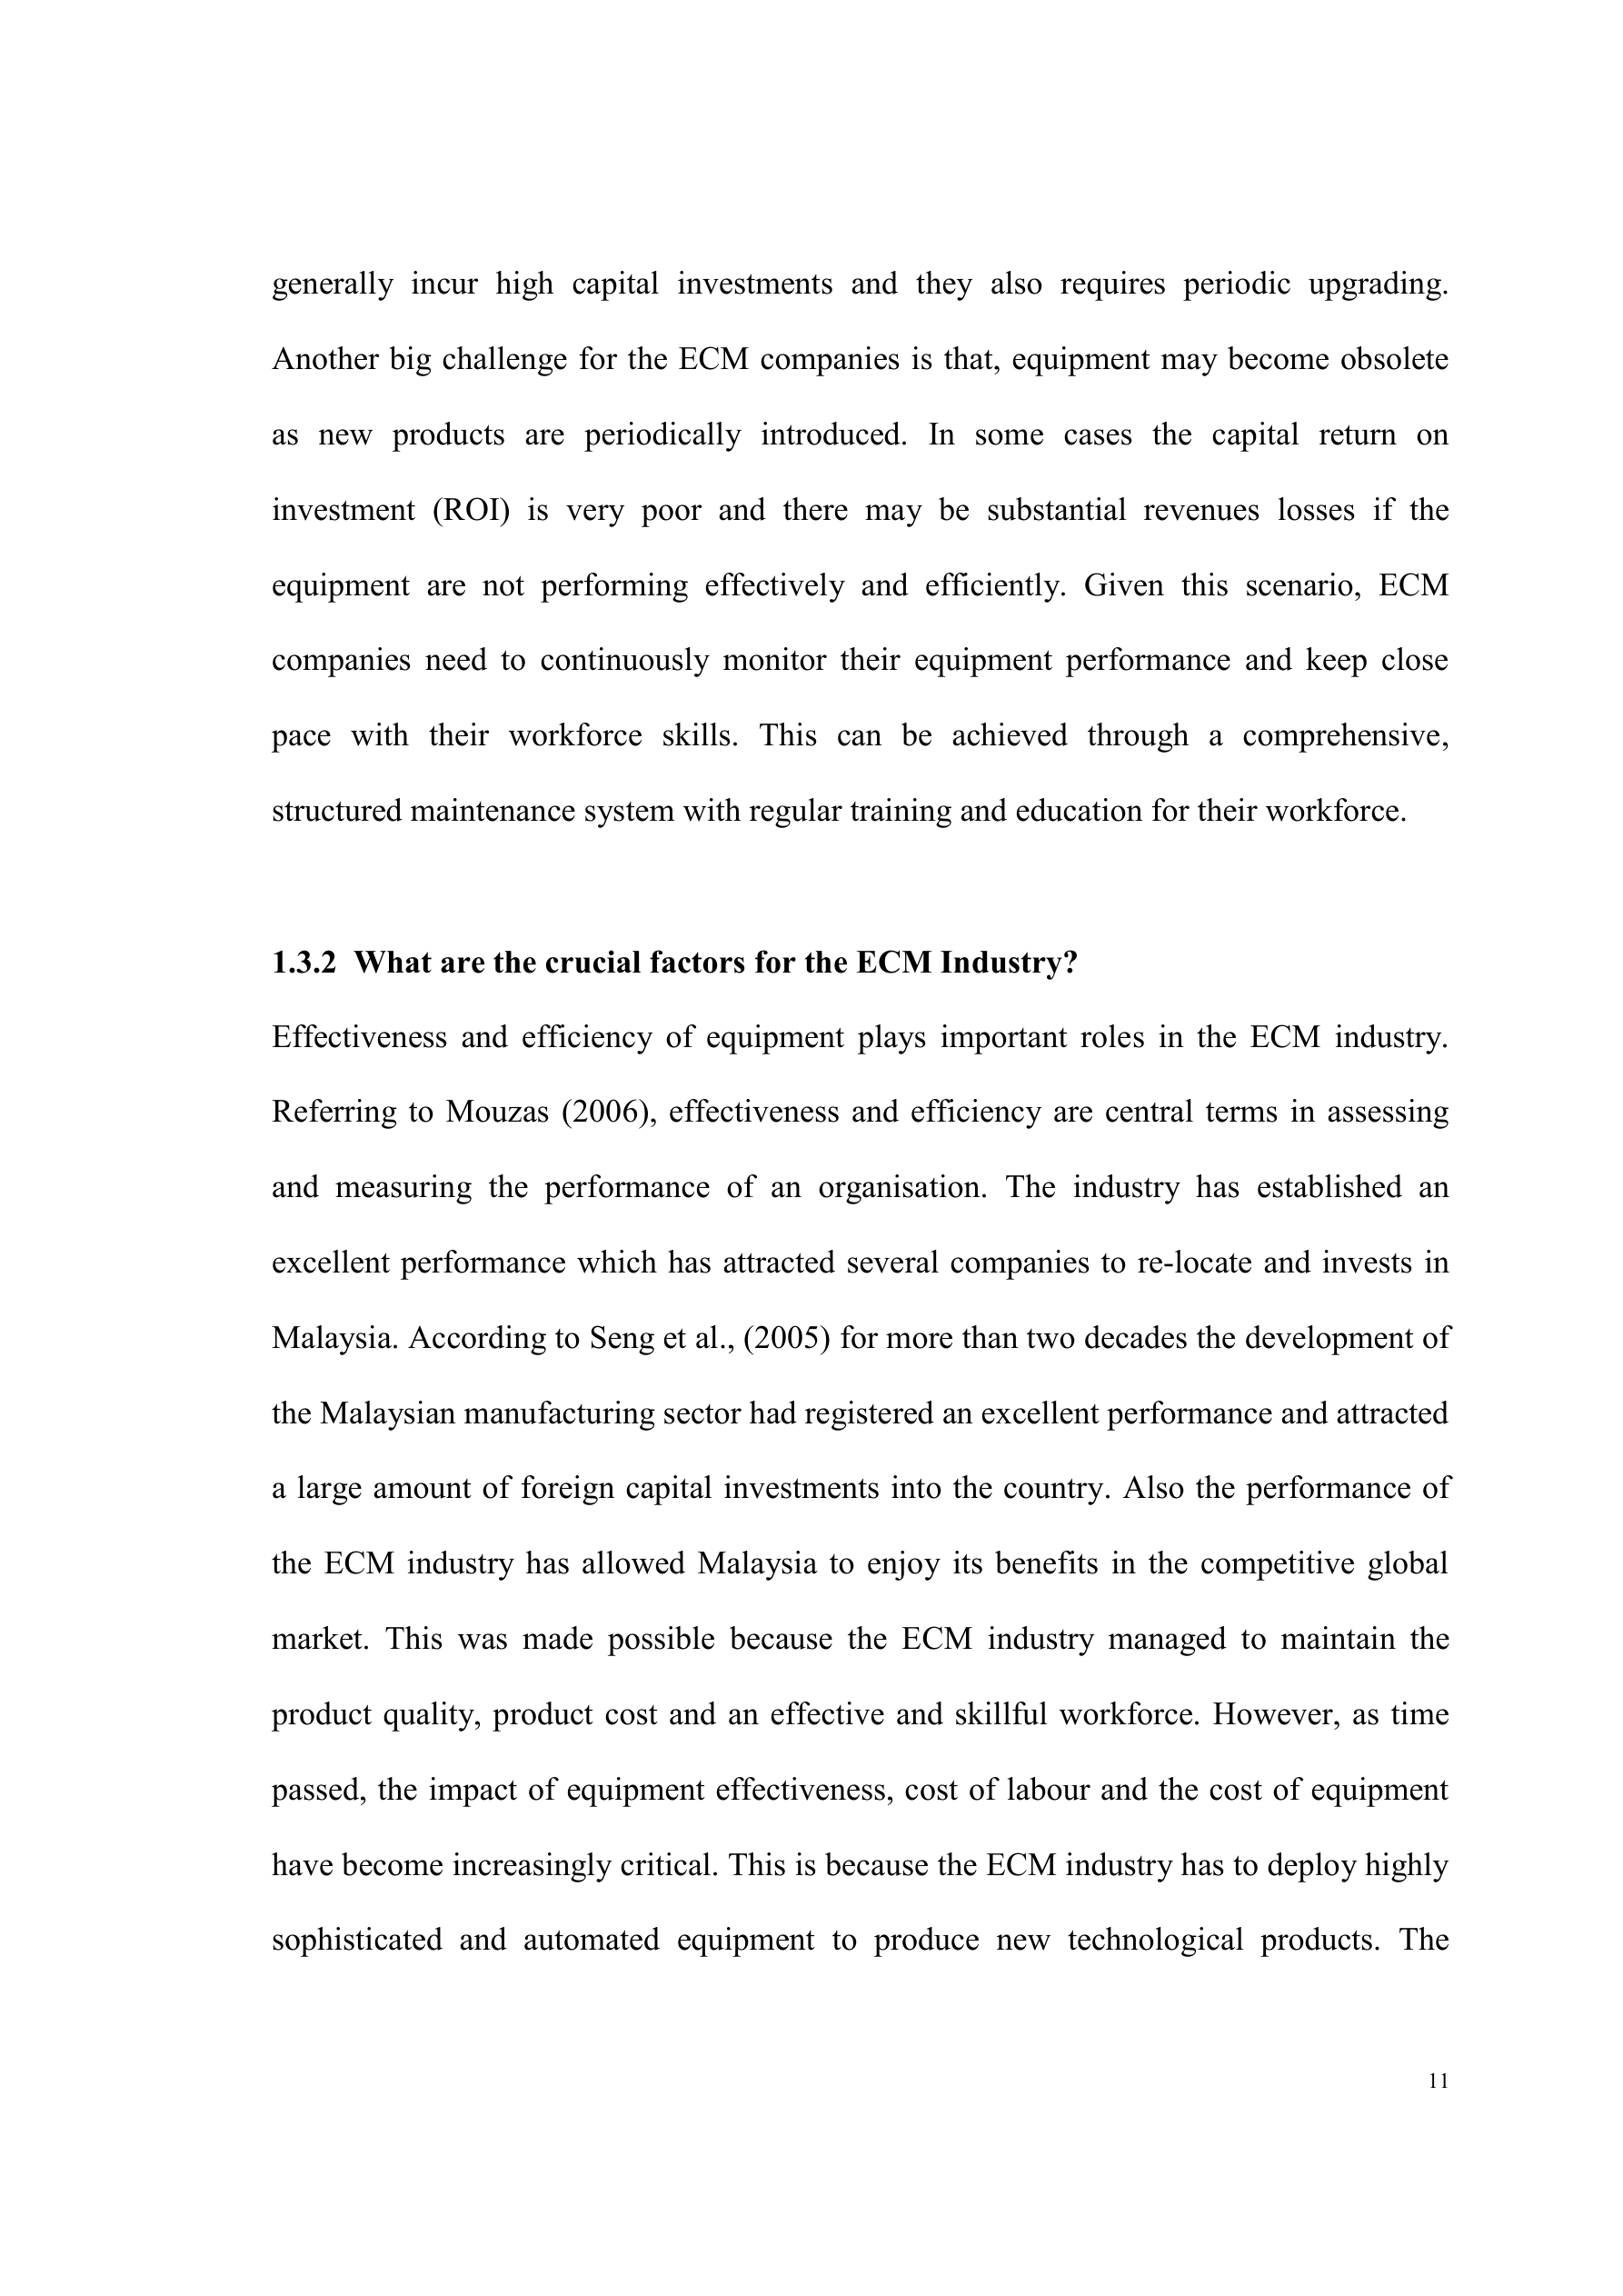 generally incur high capital investments and they also requires periodic upgrading.
Another big challenge for the ECM companies is that, equipment may become obsolete
as new products are periodically introduced. In some cases the capital return on
investment (ROI) is very poor and there may be substantial revenues losses if the
equipment are not performing effectively and efficiently. Given this scenario, ECM
companies need to continuously monitor their equipment performance and keep close
pace with their workforce skills. This can be achieved through a comprehensive,
structured maintenance system with regular training and education for their workforce.
1.3.2 What are the crucial factors for the ECM Industry?
Effectiveness and efficiency of equipment plays important roles in the ECM industry.
Referring to Mouzas (2006), effectiveness and efficiency are central terms in assessing
and measuring the performance of an organisation. The industry has established an
excellent performance which has attracted several companies to re-locate and invests in
Malaysia. According to Seng et al., (2005) for more than two decades the development of
the Malaysian manufacturing sector had registered an excellent performance and attracted
a large amount of foreign capital investments into the country. Also the performance of
the ECM industry has allowed Malaysia to enjoy its benefits in the competitive global
market. This was made possible because the ECM industry managed to maintain the
product quality, product cost and an effective and skillful workforce. However, as time
passed, the impact of equipment effectiveness, cost of labour and the cost of equipment
have become increasingly critical. This is because the ECM industry has to deploy highly
sophisticated and automated equipment to produce new technological products. The
11